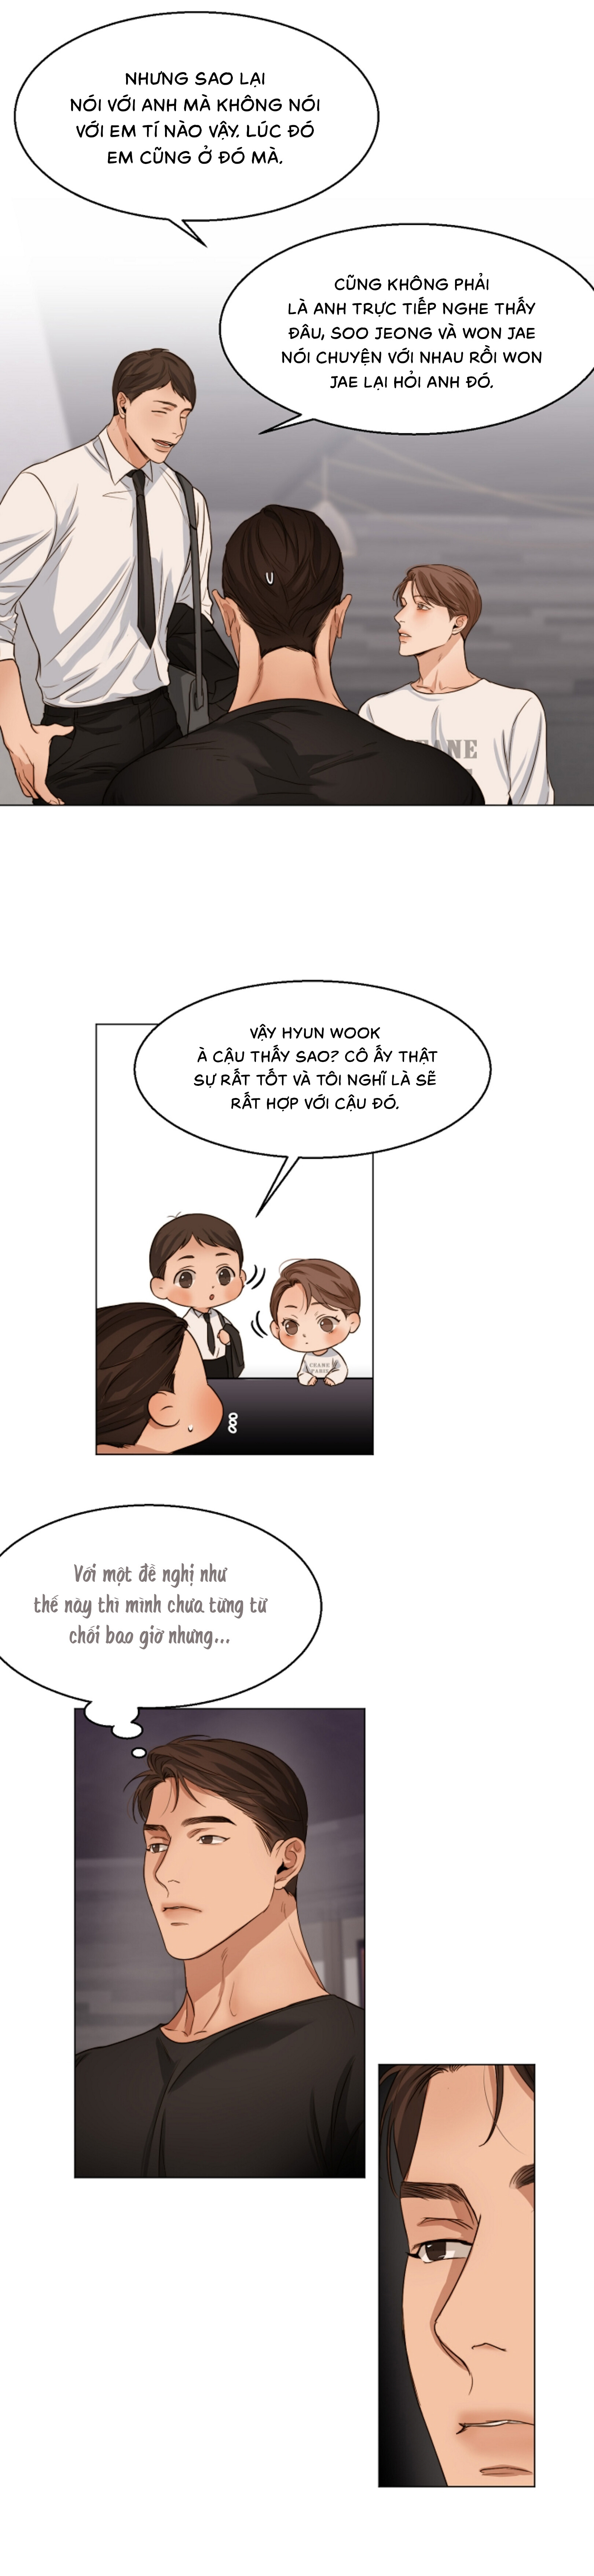 NHƯNG SAO LẠI
NÓI VỚI ANH MÀ KHÔNG NÓI
VỚI EM TÍ NÀO VẬY. LÚC ĐÓ
EM CŨNG Ở ĐÓ MÀ.
CŨNG KHÔNG PHẢI
LÀ ANH TRỰC TIẾP NGHE THẤY
ĐÂU, SOO JEONG VÀ WON JAE
NÓI CHUYỆN VỚI NHAU RỒI WON
JAE LẠI HỎI ANH ĐÓ.
VẬY HYUN WOOK
À CẬU THẤY SAO? CÔ ẤY THẬT
SỰ RẤT TỐT VÀ TÔI NGHĨ LÀ SẼ
RẤT HỢP VỚI CẬU ĐÓ.
CEANE
PARIS
Với một đề nghị như
thế này thì mình chưa từng từ
chối bao giờ nhưng...